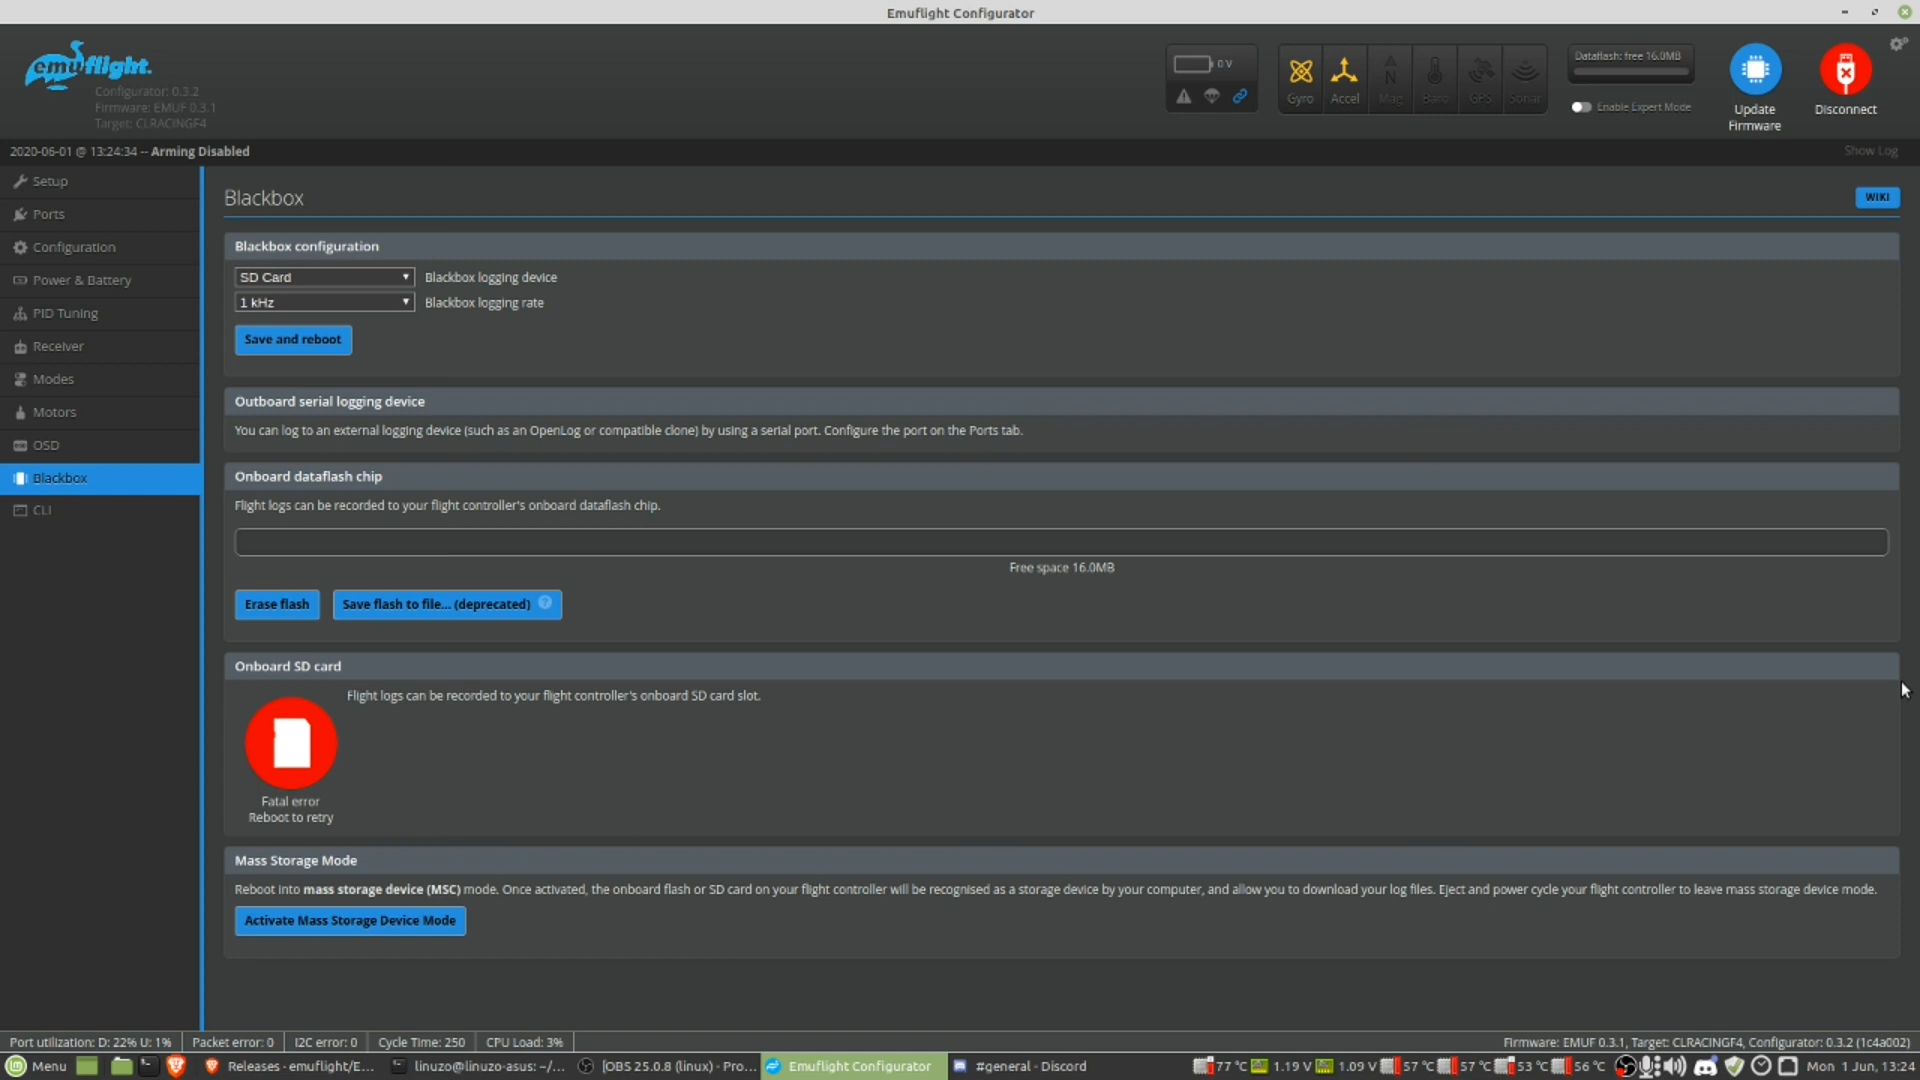 Emuflight Configurator
emuflight.
Configurator: 0.3.2
Firmware: EMUF 0.3.1
Target: CLRACINGF4
0 V
Gyro
Accel
Mag
Baro
GPS
Sonar
Dataflash: free 16.0MB
Enable Expert Mode
Update
Firmware
Disconnect
2020-06-01 @ 13:24:34 -- Arming Disabled
Show Log
Setup
Ports
Configuration
Power & Battery
PID Tuning
Receiver
Modes
Motors
OSD
Blackbox
CLI
Blackbox
WIKI
Blackbox configuration
SD Card
Blackbox logging device
1 kHz
Blackbox logging rate
Save and reboot
Outboard serial logging device
You can log to an external logging device (such as an OpenLog or compatible clone) by using a serial port. Configure the port on the Ports tab.
Onboard dataflash chip
Flight logs can be recorded to your flight controller's onboard dataflash chip.
Free space 16.0MB
Erase flash
Save flash to file... (deprecated) ?
Onboard SD card
Flight logs can be recorded to your flight controller's onboard SD card slot.
Fatal error
Reboot to retry
Mass Storage Mode
Reboot into mass storage device (MSC) mode. Once activated, the onboard flash or SD card on your flight controller will be recognised as a storage device by your computer, and allow you to download your log files. Eject and power cycle your flight controller to leave mass storage device mode.
Activate Mass Storage Device Mode
Port utilization: D: 22% U: 1%
Packet error: 0
I2C error: 0
Cycle Time: 250
CPU Load: 3%
Firmware: EMUF 0.3.1, Target: CLRACINGF4, Configurator: 0.3.2 (1c4a002)
Menu
Releases - emuflight/E...
linuzo@linuzo-asus: ~/...
[OBS 25.0.8 (linux) - Pro...
Emuflight Configurator
#general - Discord
77 °C
1.19 V
1.09 V
57 °C
57 °C
53 °C
56 °C
Mon 1 Jun, 13:24